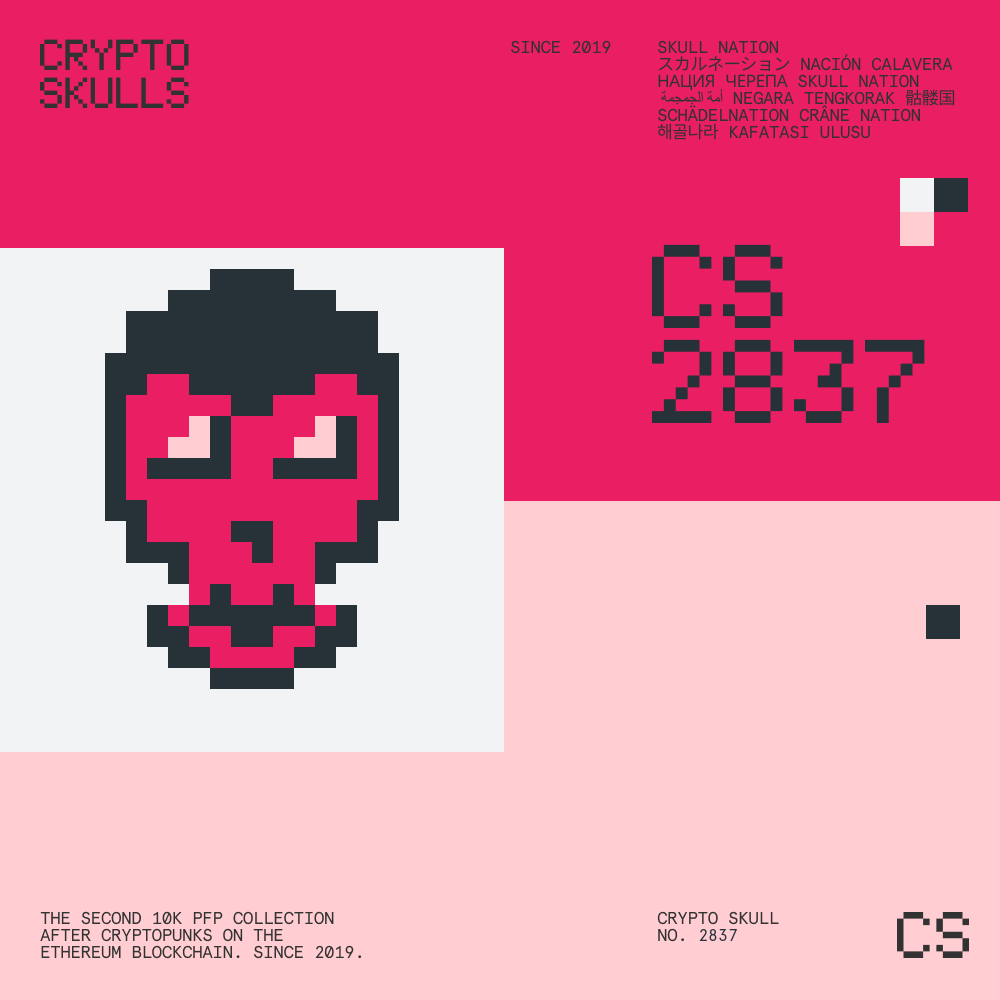 CRYPTO
SKULLS
SINCE 2019
SKULL NATION
スカルネーション NACIÓN CALAVERA
НАЦИЯ ЧЕРЕПА SKULL NATION
أمة الجمجمة NEGARA TENGKORAK 骷髅国
SCHÄDELNATION CRÂNE NATION
해골나라 KAFATASI ULUSU
CS
2837
THE SECOND 10K PFP COLLECTION
AFTER CRYPTOPUNKS ON THE
ETHEREUM BLOCKCHAIN. SINCE 2019.
CRYPTO SKULL
NO. 2837
CS